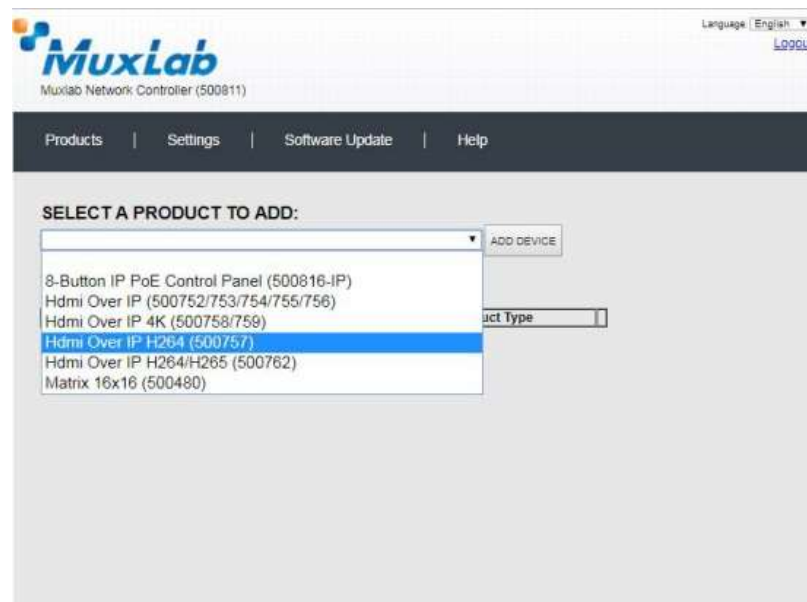 Language English
Logou
MuxLab
Muxlab Network Controller (500811)
Products | Settings | Software Update | Help
SELECT A PRODUCT TO ADD:
ADD DEVICE
8-Button IP PoE Control Panel (500816-IP)
Hdmi Over IP (500752/753/754/755/756)
Hdmi Over IP 4K (500758/759)
uct Type
Hdmi Over IP H264 (500757)
Hdmi Over IP H264/H265 (500762)
Matrix 16x16 (500480)